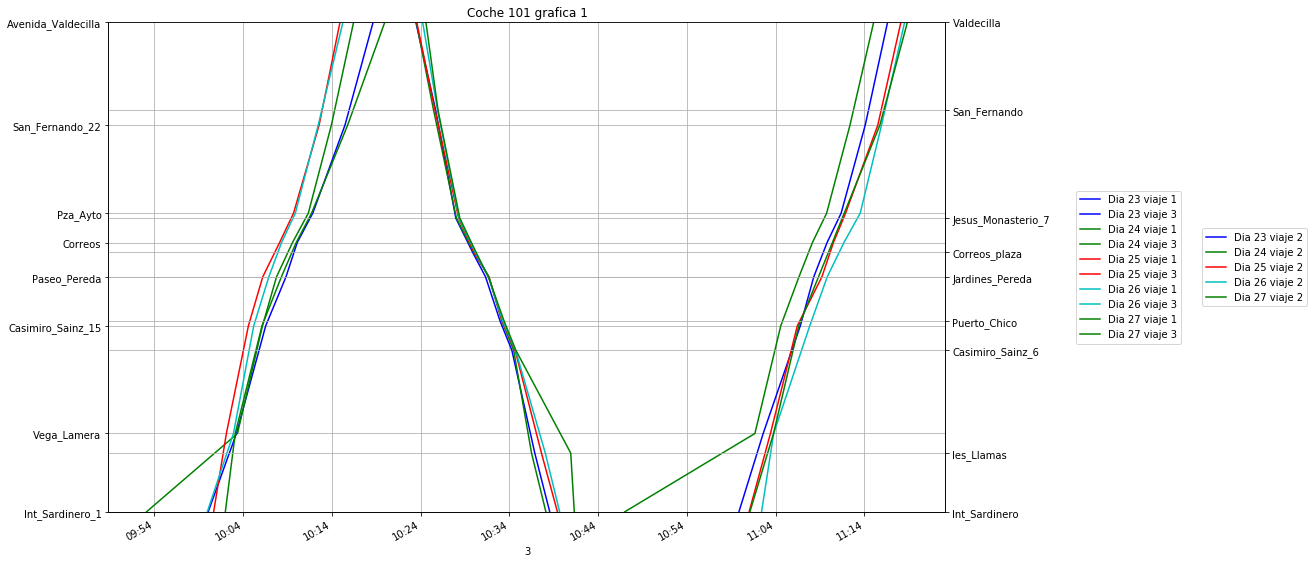 Coche 101 grafica 1
Avenida_Valdecilla
San_Fernando_22
Pza_Ayto
Correos
Paseo_Pereda
Casimiro_Sainz_15
Vega_Lamera
Int_Sardinero_1
Valdecilla
San_Fernando
Jesus_Monasterio_7
Correos_plaza
Jardines_Pereda
Puerto_Chico
Casimiro_Sainz_6
Ies_Llamas
Int_Sardinero
09:54
10:04
10:14
10:24
10:34
10:44
10:54
11:04
11:14
3
Dia 23 viaje 1
Dia 23 viaje 3
Dia 24 viaje 1
Dia 24 viaje 3
Dia 25 viaje 1
Dia 25 viaje 3
Dia 26 viaje 1
Dia 26 viaje 3
Dia 27 viaje 1
Dia 27 viaje 3
Dia 23 viaje 2
Dia 24 viaje 2
Dia 25 viaje 2
Dia 26 viaje 2
Dia 27 viaje 2